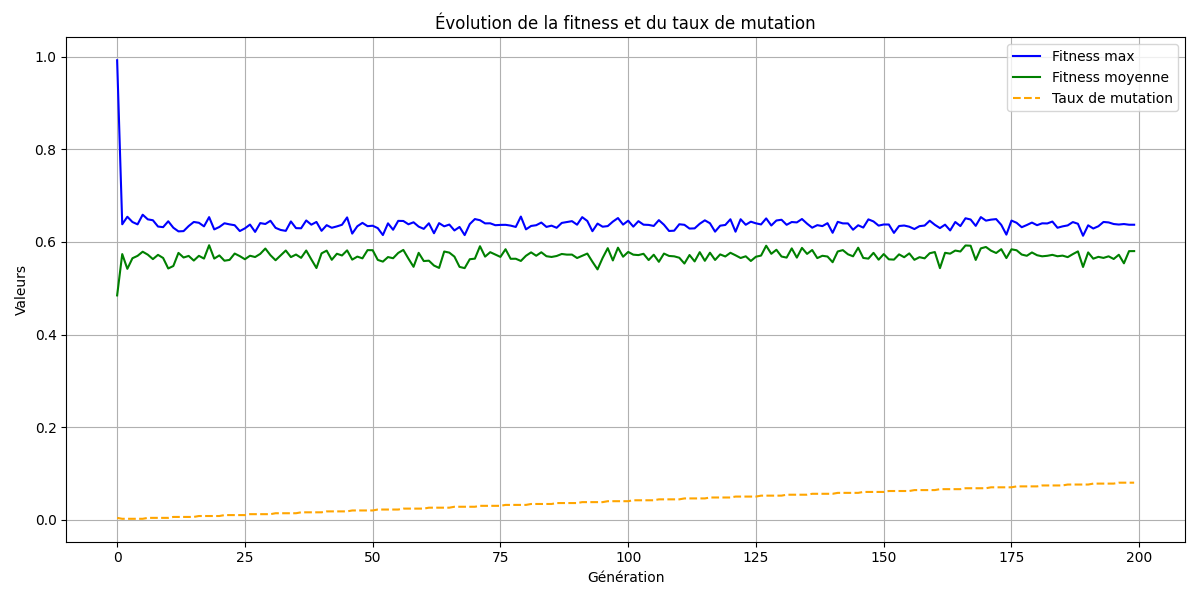 Évolution de la fitness et du taux de mutation
Fitness max
Fitness moyenne
Taux de mutation
Valeurs
1.0
0.8
0.6
0.4
0.2
0.0
0 25 50 75 100 125 150 175 200
Génération